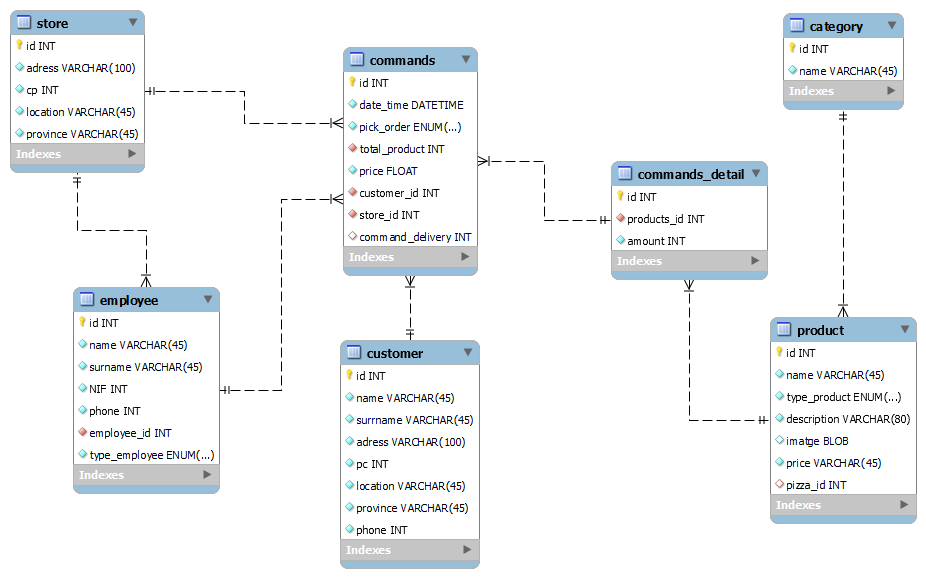 store
id INT
adress VARCHAR(100)
cp INT
location VARCHAR(45)
province VARCHAR(45)
Indexes
employee
id INT
name VARCHAR(45)
surname VARCHAR(45)
NIF INT
phone INT
employee_id INT
type_employee ENUM(...)
Indexes
commands
id INT
date_time DATETIME
pick_order ENUM(...)
total_product INT
price FLOAT
customer_id INT
store_id INT
command_delivery INT
Indexes
customer
id INT
name VARCHAR(45)
surrname VARCHAR(45)
adress VARCHAR(100)
pc INT
location VARCHAR(45)
province VARCHAR(45)
phone INT
Indexes
commands_detail
id INT
products_id INT
amount INT
Indexes
category
id INT
name VARCHAR(45)
Indexes
product
id INT
name VARCHAR(45)
type_product ENUM(...)
description VARCHAR(80)
imatge BLOB
price VARCHAR(45)
pizza_id INT
Indexes